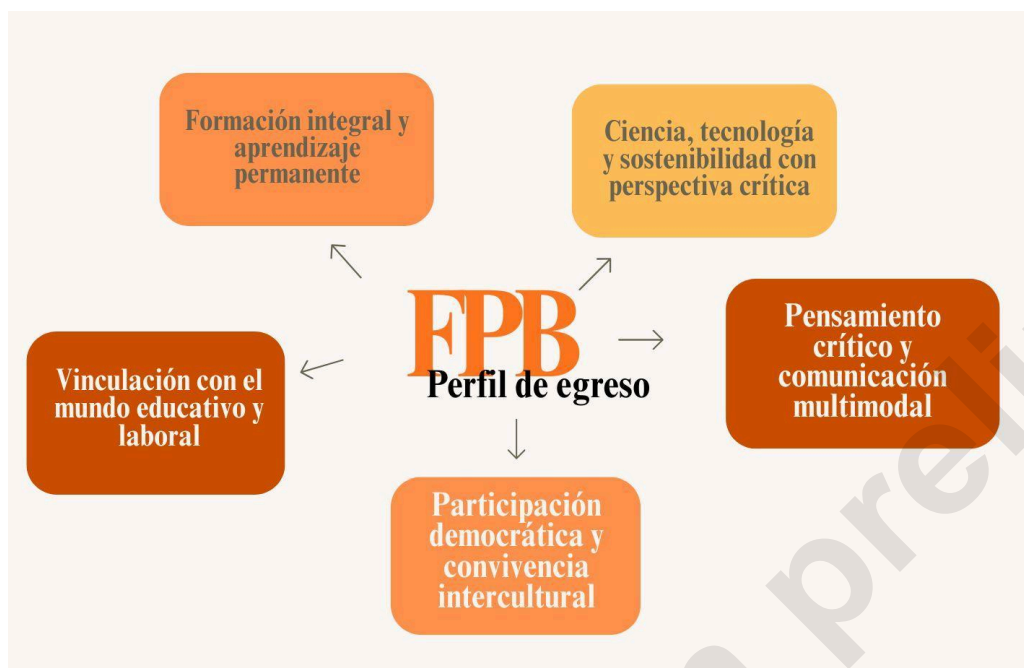 Formación integral y
aprendizaje
permanente
Ciencia, tecnología
y sostenibilidad con
perspectiva crítica
FPB
Perfil de egreso
Pensamiento
crítico y
comunicación
multimodal
Vinculación con el
mundo educativo y
laboral
Participación
democrática y
convivencia
intercultural